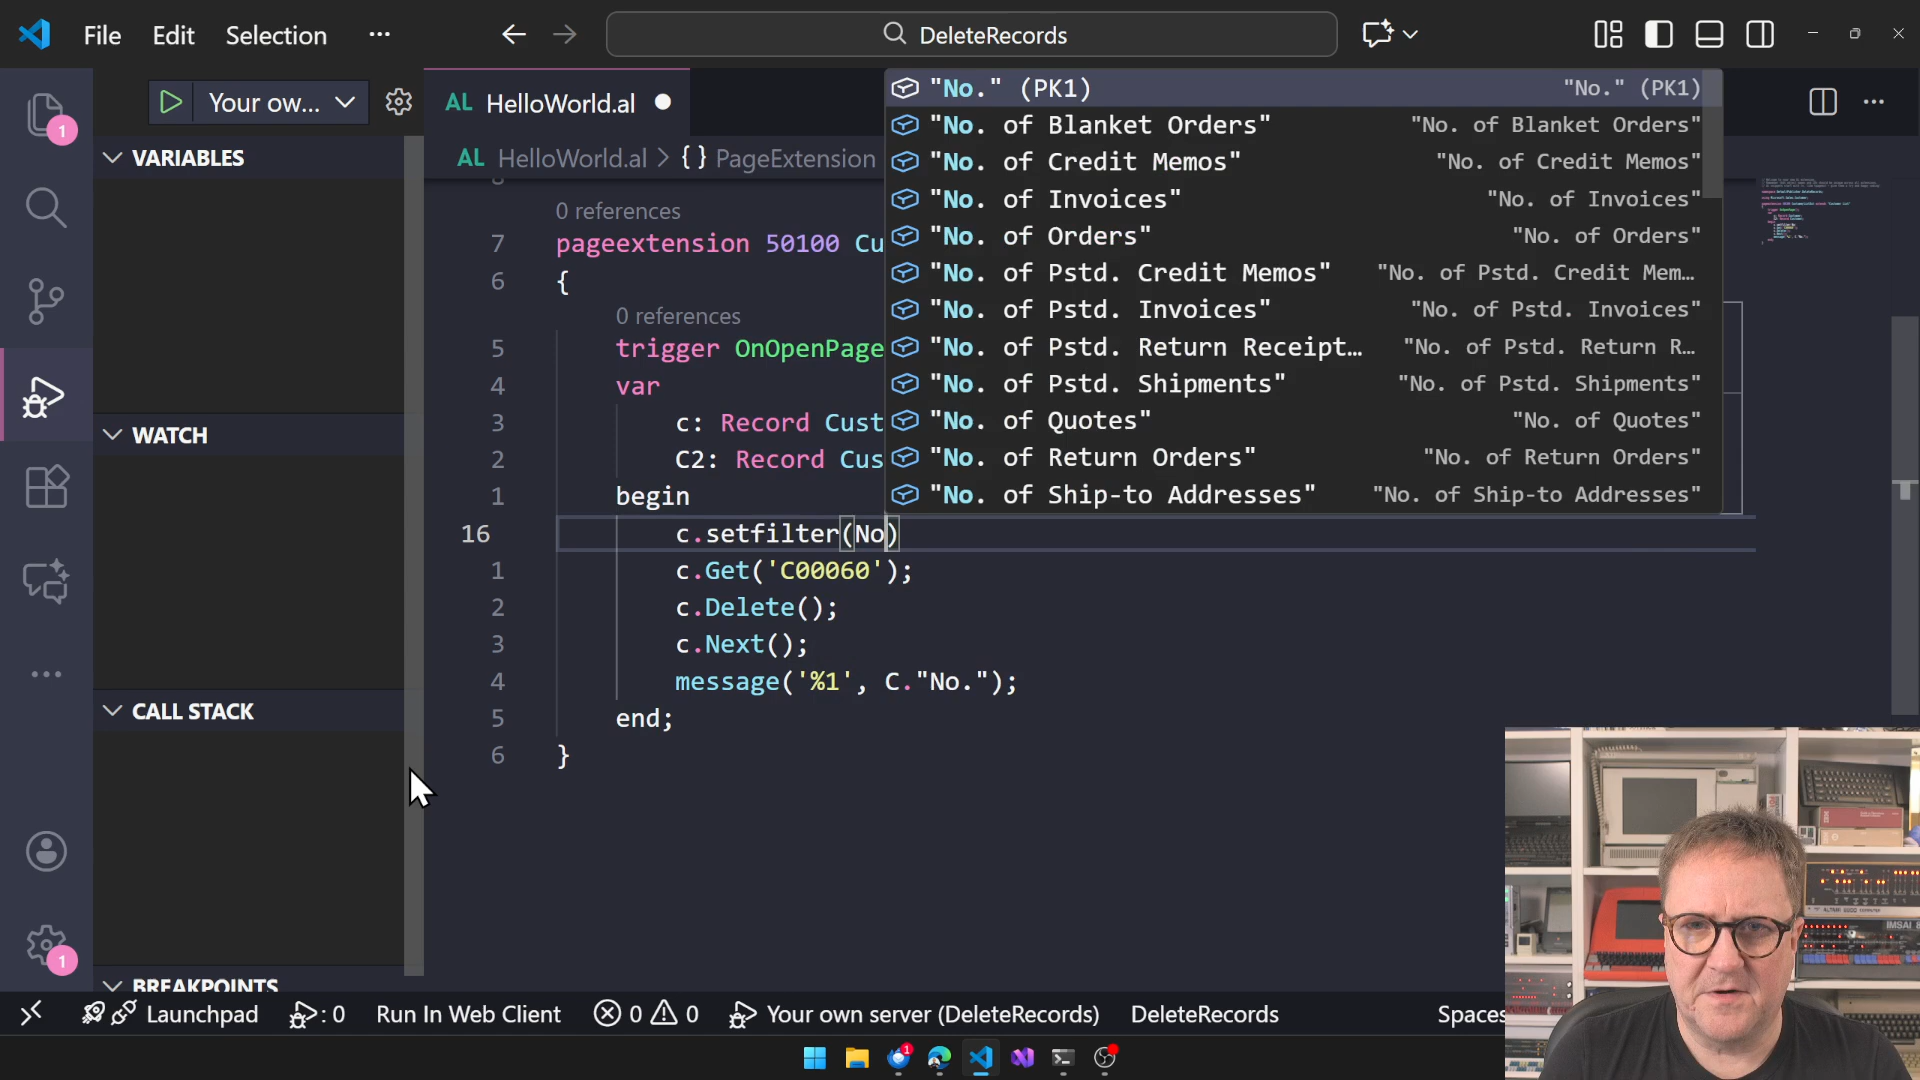 File Edit Selection ···
DeleteRecords
Your ow...
AL HelloWorld.al
AL HelloWorld.al > {} PageExtension
VARIABLES
WATCH
CALL STACK
BREAKPOINTS
1
1
"No." (PK1) "No." (PK1)
"No. of Blanket Orders" "No. of Blanket Orders"
"No. of Credit Memos" "No. of Credit Memos"
"No. of Invoices" "No. of Invoices"
"No. of Orders" "No. of Orders"
"No. of Pstd. Credit Memos" "No. of Pstd. Credit Mem…
"No. of Pstd. Invoices" "No. of Pstd. Invoices"
"No. of Pstd. Return Receipt… "No. of Pstd. Return R…
"No. of Pstd. Shipments" "No. of Pstd. Shipments"
"No. of Quotes" "No. of Quotes"
"No. of Return Orders" "No. of Return Orders"
"No. of Ship-to Addresses" "No. of Ship-to Addresses"
0 references
7 pageextension 50100 Cu
6 {
0 references
5 trigger OnOpenPage
4 var
3 c: Record Cust
2 C2: Record Cus
1 begin
16 c.setfilter(No)
1 c.Get('C00060');
2 c.Delete();
3 c.Next();
4 message('%1', C."No.");
5 end;
6 }
Launchpad : 0 Run In Web Client 0 0 Your own server (DeleteRecords) DeleteRecords Spaces
1